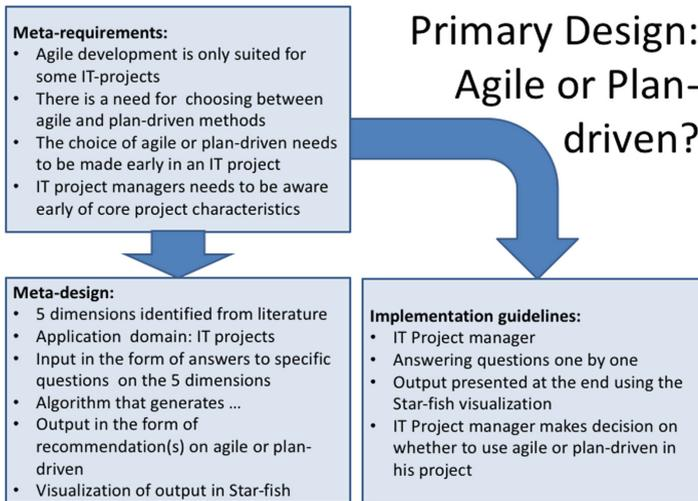 Primary Design:
Agile or Plan-
driven?
Meta-requirements:
• Agile development is only suited for
some IT-projects
• There is a need for choosing between
agile and plan-driven methods
• The choice of agile or plan-driven needs
to be made early in an IT project
• IT project managers needs to be aware
early of core project characteristics
Meta-design:
• 5 dimensions identified from literature
• Application domain: IT projects
• Input in the form of answers to specific
questions on the 5 dimensions
• Algorithm that generates ...
• Output in the form of
recommendation(s) on agile or plan-
driven
• Visualization of output in Star-fish
Implementation guidelines:
• IT Project manager
• Answering questions one by one
• Output presented at the end using the
Star-fish visualization
• IT Project manager makes decision on
whether to use agile or plan-driven in
his project